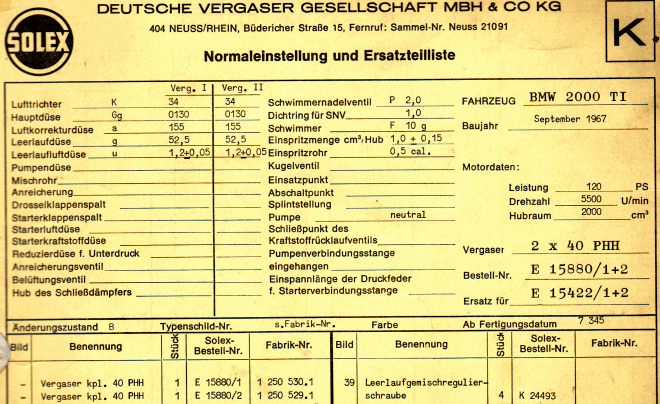 DEUTSCHE VERGASER GESELLSCHAFT MBH & CO KG
SOLEX
404 NEUSS/RHEIN, Büdericher Straße 15, Fernruf: Sammel-Nr. Neuss 21091
K
Normaleinstellung und Ersatzteilliste
Verg. I Verg. II
Lufttrichter K 34 34
Hauptdüse Gg 0130 0130
Luftkorrekturdüse a 155 155
Leerlaufdüse g 52,5 52,5
Leerlaufluftdüse u 1,2±0,05 1,2±0,05
Pumpendüse
Mischrohr
Anreicherung
Drosselklappenspalt
Starterklappenspalt
Starterluftdüse
Starterkraftstoffdüse
Reduzierdüse f. Unterdruck
Anreicherungsventil
Belüftungsventil
Hub des Schließdämpfers
Schwimmernadelventil P 2,0
Dichtring für SNV 1,0
Schwimmer F 10 g
Einspritzmenge cm³/Hub 1,0 ± 0,15
Einspritzrohr 0,5 cal.
Kugelventil
Einsatzpunkt
Abschaltpunkt
Splintstellung
Pumpe neutral
Schließpunkt des
Kraftstoffrücklaufventils
Pumpenverbindungsstange
eingehangen
Einspannlänge der Druckfeder
f. Starterverbindungsstange
FAHRZEUG BMW 2000 TI
Baujahr September 1967
Motordaten:
Leistung 120 PS
Drehzahl 5500 U/min
Hubraum 2000 cm³
Vergaser 2 x 40 PHH
Bestell-Nr. E 15880/1+2
Ersatz für E 15422/1+2
Änderungszustand B Typenschild-Nr. s.Fabrik-Nr. Farbe Ab Fertigungsdatum 7 345
Bild Benennung Stück Solex-Bestell-Nr. Fabrik-Nr. Bild Benennung Stück Solex-Bestell-Nr. Fabrik-Nr.
– Vergaser kpl. 40 PHH 1 E 15880/1 1 250 530.1 39 Leerlaufgemischregulier-
– Vergaser kpl. 40 PHH 1 E 15880/2 1 250 529.1 schraube 4 K 24493